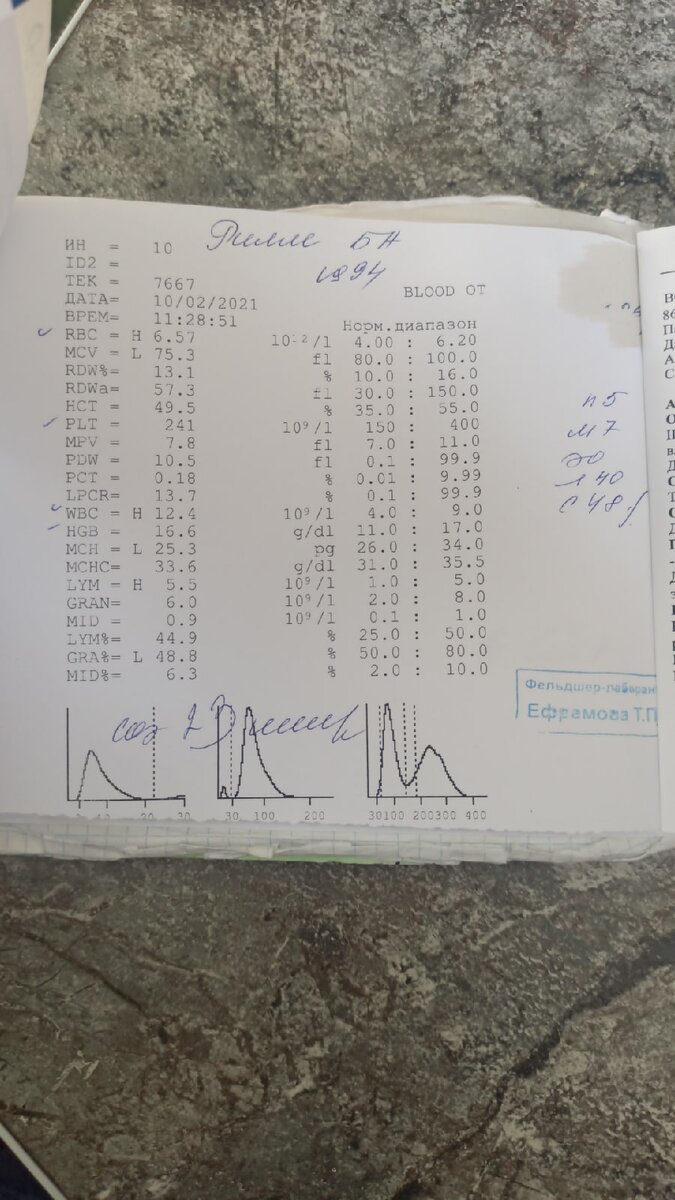 ИН = 10
БН
ID2 =
1994
ТЕК = 7667
BLOOD OT
ДАТА= 10/02/2021
ВРЕМ= 11:28:51
Норм.диапазон
RBC = H 6.57 10¹²/l 4.00 : 6.20
MCV = L 75.3 fl 80.0 : 100.0
RDW%= 13.1 % 10.0 : 16.0
RDWa= 57.3 fl 30.0 : 150.0
HCT = 49.5 % 35.0 : 55.0
PLT = 241 10⁹/l 150 : 400
MPV = 7.8 fl 7.0 : 11.0
PDW = 10.5 fl 0.1 : 99.9
PCT = 0.18 % 0.01 : 9.99
LPCR= 13.7 % 0.1 : 99.9
WBC = H 12.4 10⁹/l 4.0 : 9.0
HGB = 16.6 g/dl 11.0 : 17.0
MCH = L 25.3 pg 26.0 : 34.0
MCHC= 33.6 g/dl 31.0 : 35.5
LYM = H 5.5 10⁹/l 1.0 : 5.0
GRAN= 6.0 10⁹/l 2.0 : 8.0
MID = 0.9 10⁹/l 0.1 : 1.0
LYM%= 44.9 % 25.0 : 50.0
GRA%= L 48.8 % 50.0 : 80.0
MID%= 6.3 % 2.0 : 10.0
п 5
м 7
э0
л 40
с 48
Фельдшер-лаборан
Ефрамова Т.П
соэ
30 100 200
30100 200300 400